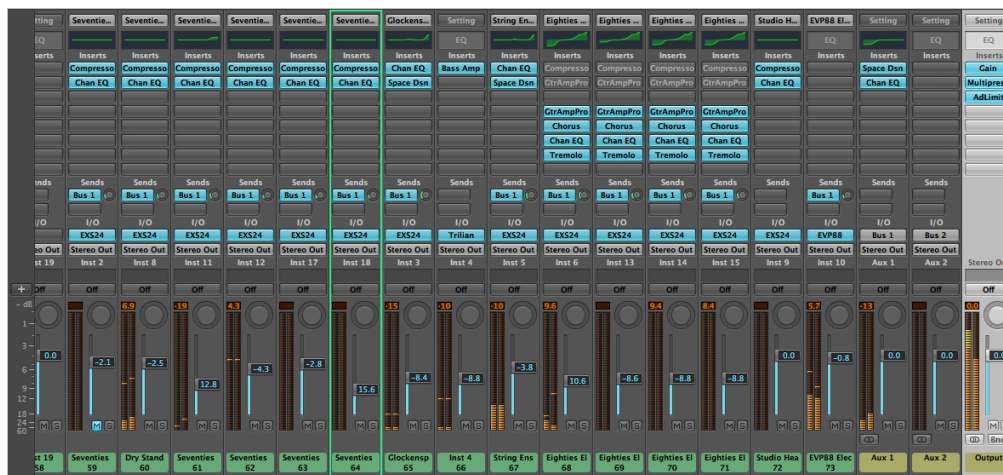 tting Seventie... Seventie... Seventie... Seventie... Seventie... Seventie... Glockens... Setting String En... Eighties ... Eighties ... Eighties ... Eighties ... Studio H... EVP88 El... Setting Setting Setting
EQ EQ EQ EQ EQ
serts Inserts Inserts Inserts Inserts Inserts Inserts Inserts Inserts Inserts Inserts Inserts Inserts Inserts Inserts Inserts Inserts Inserts Inserts
Compresso Compresso Compresso Compresso Compresso Compresso Chan EQ Bass Amp Chan EQ Compresso Compresso Compresso Compresso Compresso Space Dsn Gain
Chan EQ Chan EQ Chan EQ Chan EQ Chan EQ Chan EQ Space Dsn Space Dsn GtrAmpPro GtrAmpPro GtrAmpPro GtrAmpPro Chan EQ Chan EQ Multipres
AdLimit
GtrAmpPro GtrAmpPro GtrAmpPro GtrAmpPro
Chorus Chorus Chorus Chorus
Chan EQ Chan EQ Chan EQ Chan EQ
Tremolo Tremolo Tremolo Tremolo
ends Sends Sends Sends Sends Sends Sends Sends Sends Sends Sends Sends Sends Sends Sends Sends Sends Sends
Bus 1 Bus 1 Bus 1 Bus 1 Bus 1 Bus 1 Bus 1 Bus 1 Bus 1 Bus 1 Bus 1 Bus 1 Bus 1
/O I/O I/O I/O I/O I/O I/O I/O I/O I/O I/O I/O I/O I/O I/O I/O I/O I/O
EXS24 EXS24 EXS24 EXS24 EXS24 EXS24 EXS24 Trilian EXS24 EXS24 EXS24 EXS24 EXS24 EXS24 EVP88 Bus 1 Bus 2
eo Out Stereo Out Stereo Out Stereo Out Stereo Out Stereo Out Stereo Out Stereo Out Stereo Out Stereo Out Stereo Out Stereo Out Stereo Out Stereo Out Stereo Out Stereo Out Stereo Out Stereo Out
st 19 Inst 2 Inst 8 Inst 11 Inst 12 Inst 17 Inst 18 Inst 3 Inst 4 Inst 5 Inst 6 Inst 13 Inst 14 Inst 15 Inst 9 Inst 10 Aux 1 Aux 2 Stereo Ou
+ Off Off Off Off Off Off Off Off Off Off Off Off Off Off Off Off Off Off Off
– dB 6.9 -19 4.3 -15 -10 -10 9.6 9.4 8.4 5.7 -13 0.0
1
3
0.0 -2.1 -2.5 12.8 -4.3 -2.8 15.6 -8.4 -8.8 -3.8 10.6 -8.6 -8.8 -8.8 0.0 -0.8 0.0 0.0 0.0
6
9
12
18
24
60
M S M S M S M S M S M S M S M S M S M S M S M S M S M S M S M S M S M S M
Bnc
st 19 Seventies Dry Stand Seventies Seventies Seventies Seventies Glockensp Inst 4 String Ens Eighties El Eighties El Eighties El Eighties El Studio Hea EVP88 Elec Aux 1 Aux 2 Output
58 59 60 61 62 63 64 65 66 67 68 69 70 71 72 73